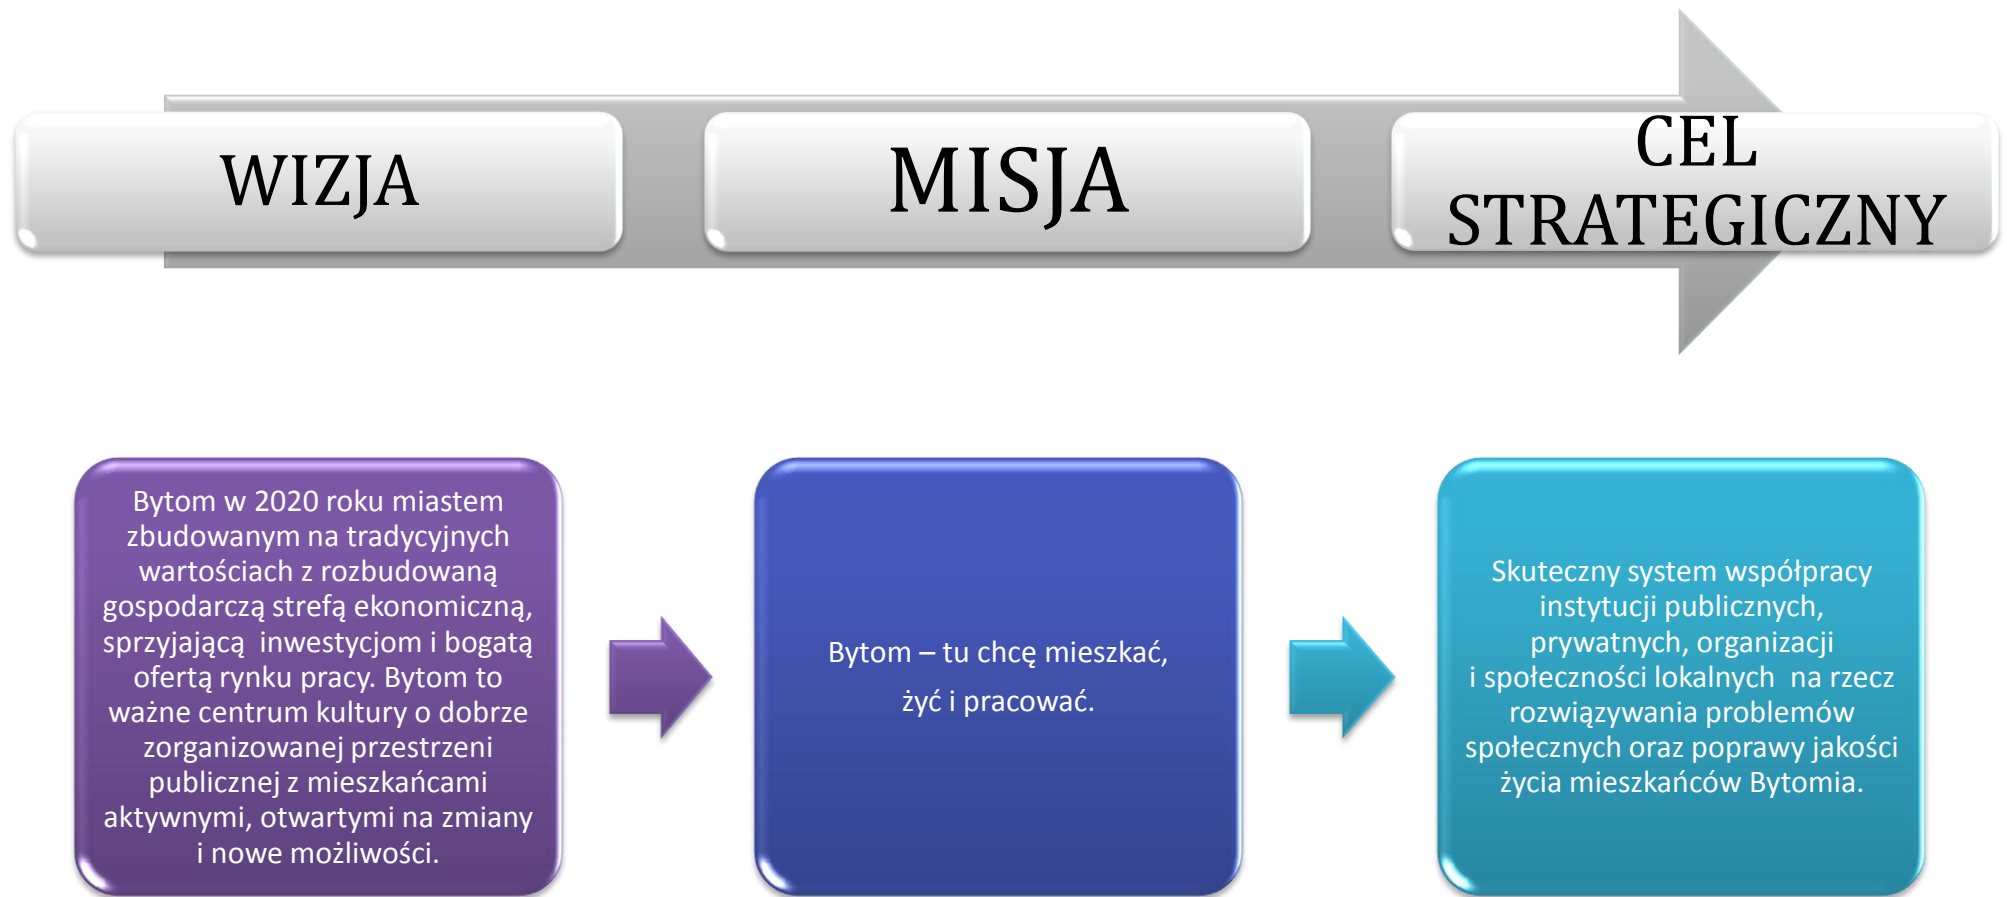 WIZJA
MISJA
CEL
STRATEGICZNY
Bytom w 2020 roku miastem
zbudowanym na tradycyjnych
wartościach z rozbudowaną
gospodarczą strefą ekonomiczną,
sprzyjającą  inwestycjom i bogatą
ofertą rynku pracy. Bytom to
ważne centrum kultury o dobrze
zorganizowanej przestrzeni
publicznej z mieszkańcami
aktywnymi, otwartymi na zmiany
i nowe możliwości.
Bytom – tu chcę mieszkać,
żyć i pracować.
Skuteczny system współpracy
instytucji publicznych,
prywatnych, organizacji
i społeczności lokalnych  na rzecz
rozwiązywania problemów
społecznych oraz poprawy jakości
życia mieszkańców Bytomia.